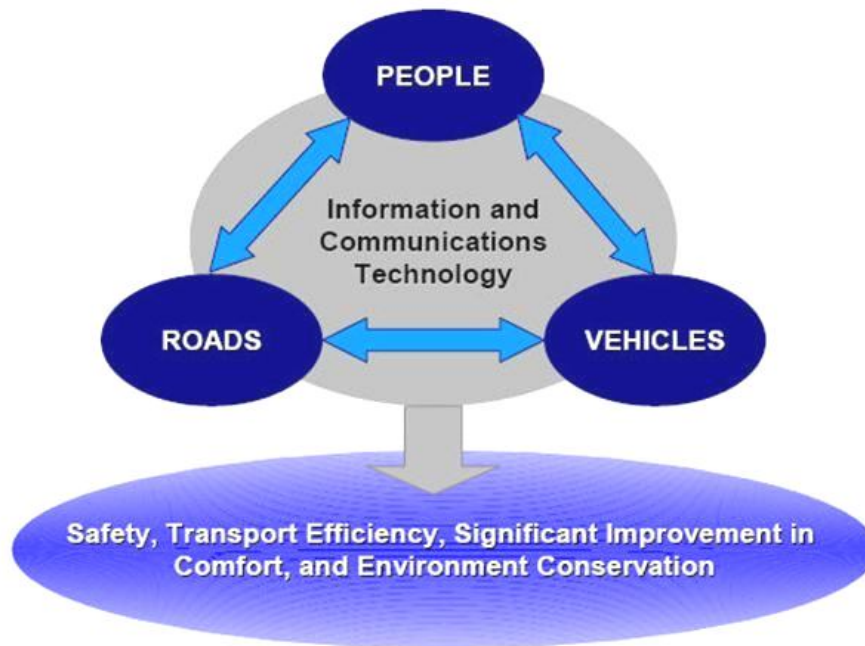 PEOPLE
Information and
Communications
Technology
ROADS
VEHICLES
Safety, Transport Efficiency, Significant Improvement in
Comfort, and Environment Conservation